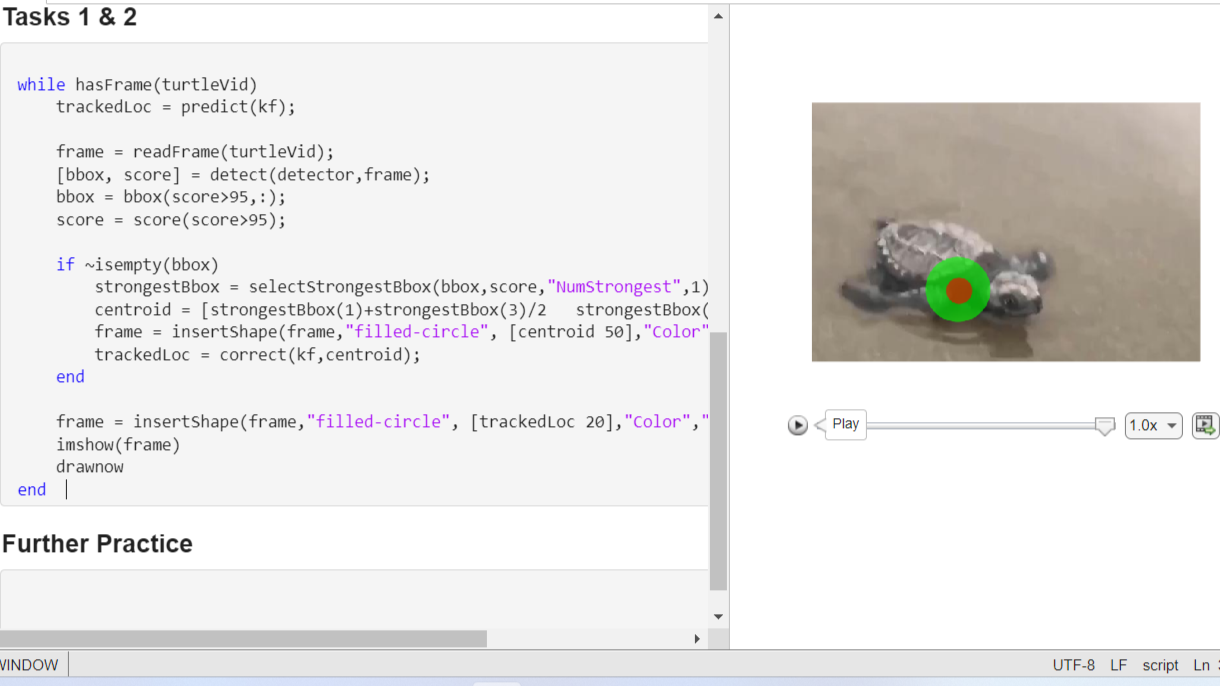 Tasks 1 & 2
while hasFrame(turtleVid)
trackedLoc = predict(kf);
frame = readFrame(turtleVid);
[bbox, score] = detect(detector,frame);
bbox = bbox(score>95,:);
score = score(score>95);
if ~isempty(bbox)
strongestBbox = selectStrongestBbox(bbox,score,"NumStrongest",1)
centroid = [strongestBbox(1)+strongestBbox(3)/2   strongestBbox(
frame = insertShape(frame,"filled-circle", [centroid 50],"Color"
trackedLoc = correct(kf,centroid);
end
frame = insertShape(frame,"filled-circle", [trackedLoc 20],"Color","
imshow(frame)
drawnow
end
Further Practice
Play
1.0x
WINDOW
UTF-8 LF script Ln